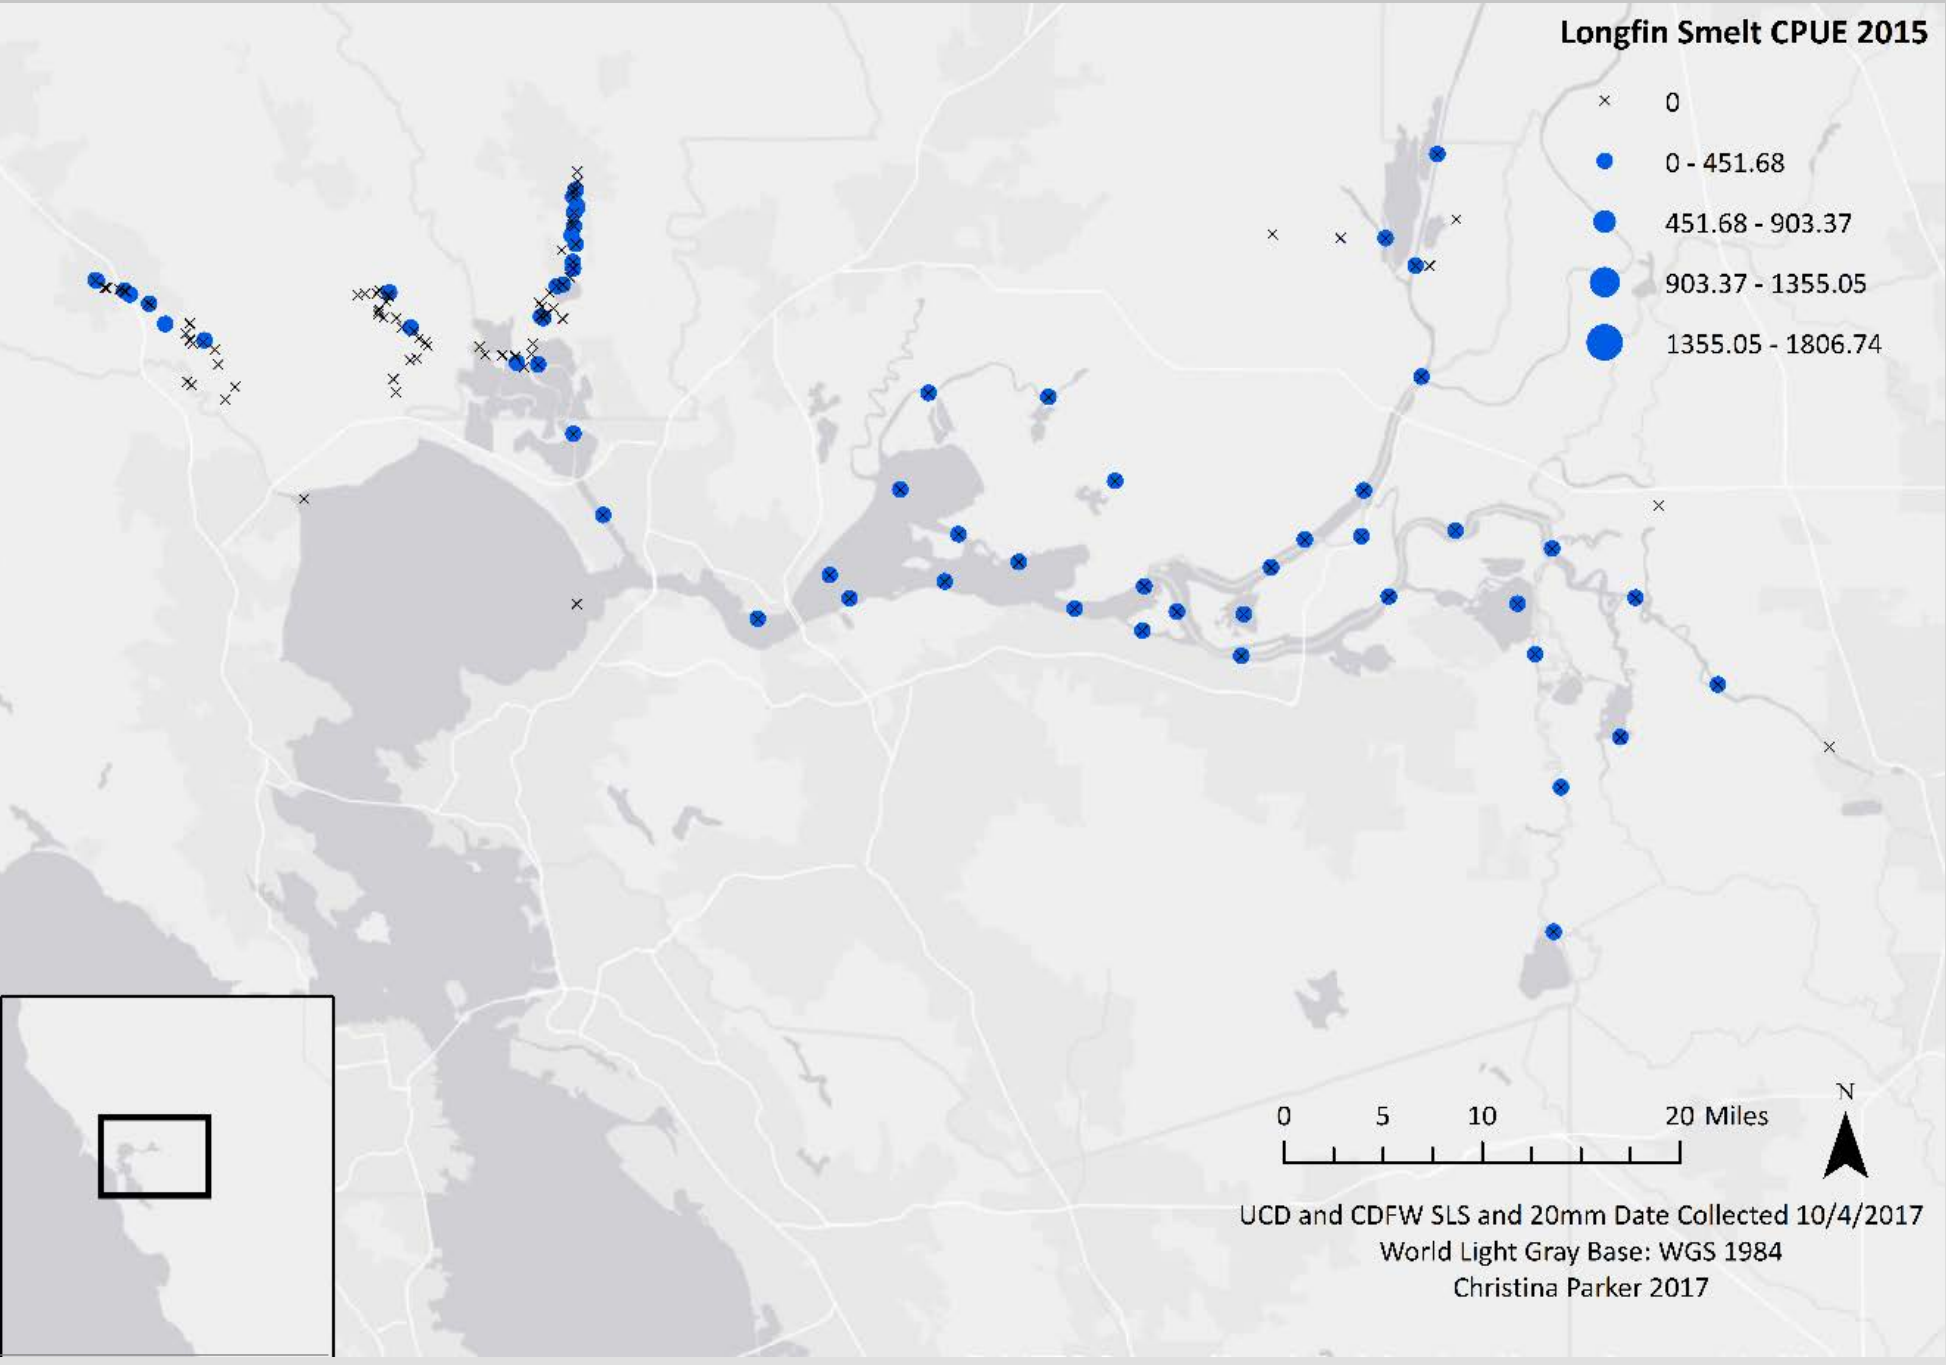 Longfin Smelt CPUE 2015
0
0 - 451.68
451.68 - 903.37
903.37 - 1355.05
1355.05 - 1806.74
N
0 5 10 20 Miles
UCD and CDFW SLS and 20mm Date Collected 10/4/2017
World Light Gray Base: WGS 1984
Christina Parker 2017